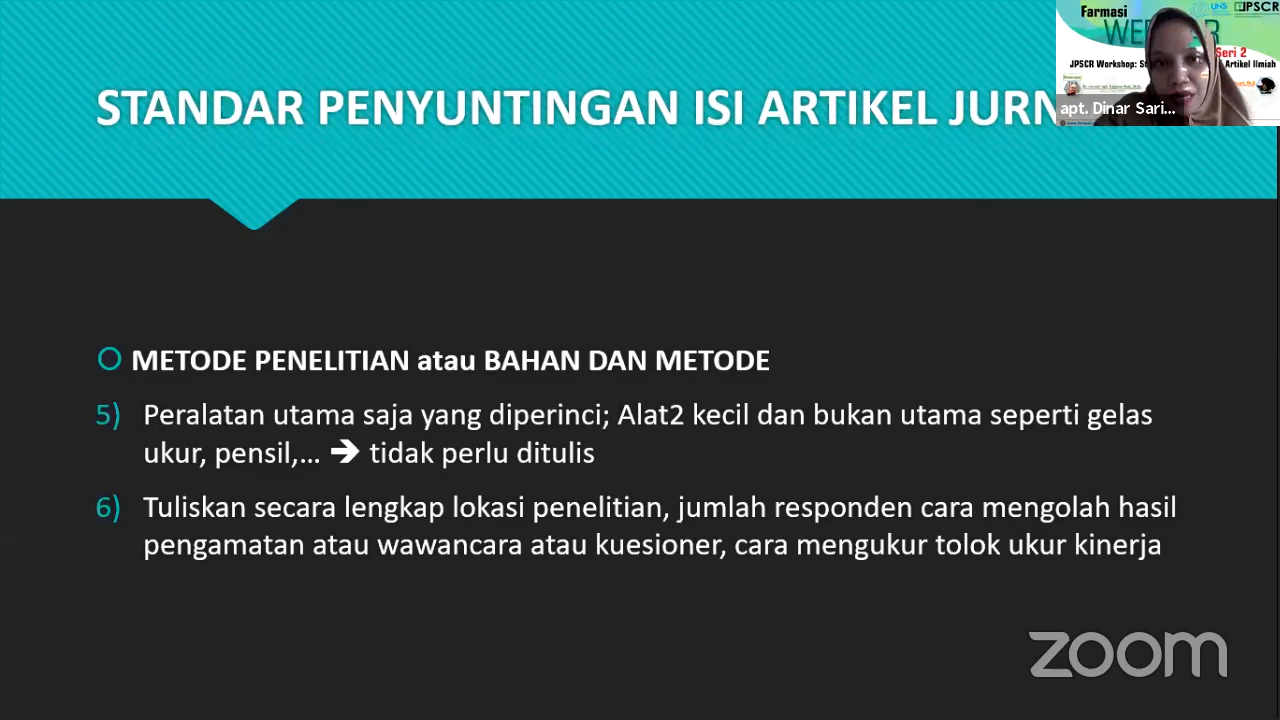 Farmasi
UNS
JPSCR
Seri 2
JPSCR Workshop:
Artikel Ilmiah
apt. Dinar Sari...
STANDAR PENYUNTINGAN ISI ARTIKEL JURN
METODE PENELITIAN atau BAHAN DAN METODE
5) Peralatan utama saja yang diperinci; Alat2 kecil dan bukan utama seperti gelas
ukur, pensil,... ➔ tidak perlu ditulis
6) Tuliskan secara lengkap lokasi penelitian, jumlah responden cara mengolah hasil
pengamatan atau wawancara atau kuesioner, cara mengukur tolok ukur kinerja
zoom